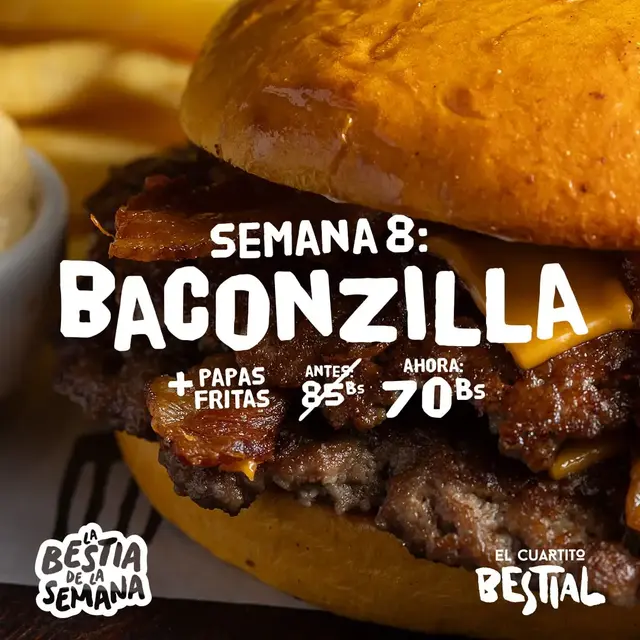 SEMANA 8:
BACONZILLA
+ PAPAS
FRITAS
ANTES:
85Bs
AHORA:
70Bs
LA
BESTIA
DE LA
SEMANA
EL CUARTITO
BESTIAL